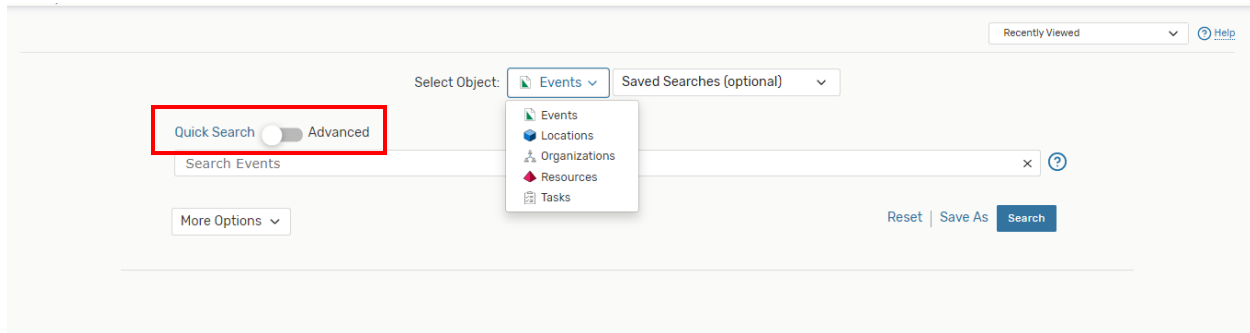 Recently Viewed
Help
Select Object: Events Saved Searches (optional)
Events
Locations
Organizations
Resources
Tasks
Quick Search Advanced
Search Events
More Options
Reset | Save As Search